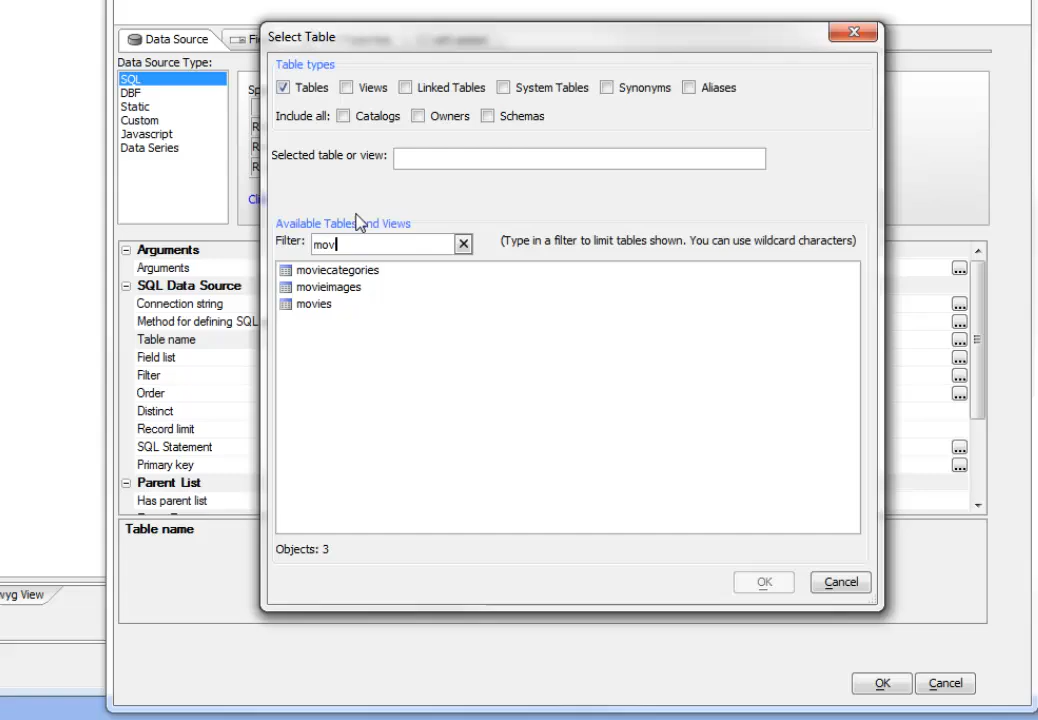 Select Table
Data Source
Data Source Type:
SQL
DBF
Static
Custom
Javascript
Data Series
Table types
Tables Views Linked Tables System Tables Synonyms Aliases
Include all: Catalogs Owners Schemas
Selected table or view:
Available Tables and Views
Filter: mov (Type in a filter to limit tables shown. You can use wildcard characters)
moviecategories
movieimages
movies
Objects: 3
OK Cancel
Arguments
Arguments
SQL Data Source
Connection string
Method for defining SQL
Table name
Field list
Filter
Order
Distinct
Record limit
SQL Statement
Primary key
Parent List
Has parent list
Table name
wyg View
OK Cancel